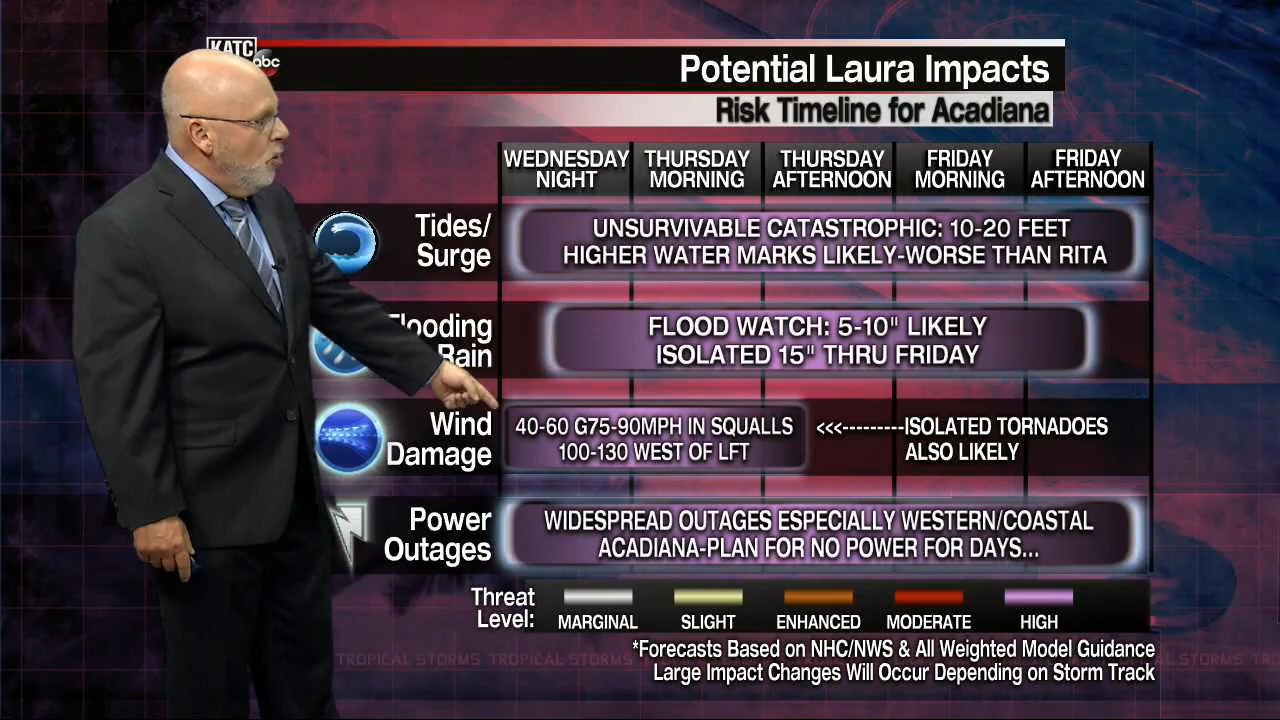 KATC
abc
Potential Laura Impacts
Risk Timeline for Acadiana
WEDNESDAY NIGHT
THURSDAY MORNING
THURSDAY AFTERNOON
FRIDAY MORNING
FRIDAY AFTERNOON
Tides/
Surge
UNSURVIVABLE CATASTROPHIC: 10-20 FEET
HIGHER WATER MARKS LIKELY-WORSE THAN RITA
Flooding
Rain
FLOOD WATCH: 5-10" LIKELY
ISOLATED 15" THRU FRIDAY
Wind
Damage
40-60 G75-90MPH IN SQUALLS
100-130 WEST OF LFT
<<<---------ISOLATED TORNADOES
ALSO LIKELY
Power
Outages
WIDESPREAD OUTAGES ESPECIALLY WESTERN/COASTAL
ACADIANA-PLAN FOR NO POWER FOR DAYS...
Threat
Level:
MARGINAL
SLIGHT
ENHANCED
MODERATE
HIGH
*Forecasts Based on NHC/NWS & All Weighted Model Guidance
Large Impact Changes Will Occur Depending on Storm Track
TROPICAL STORMS TROPICAL STORMS